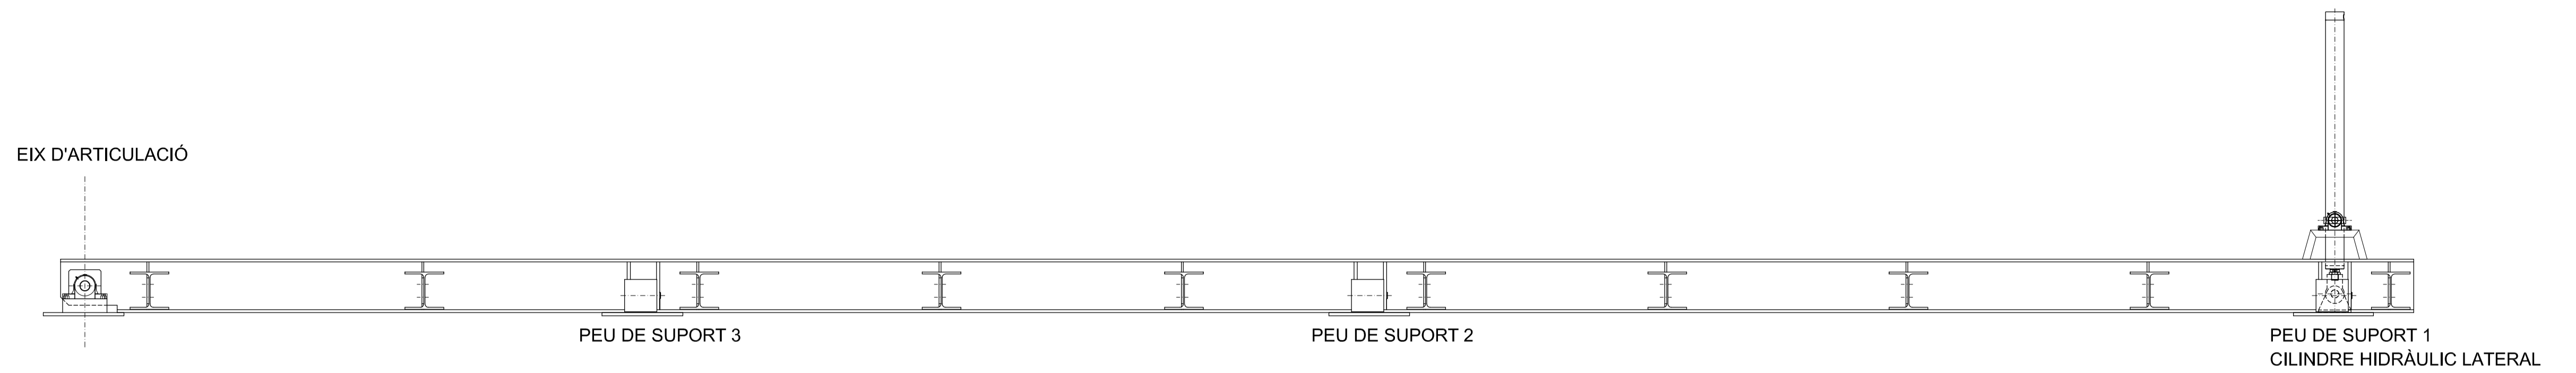 EIX D'ARTICULACIÓ
PEU DE SUPORT 3
PEU DE SUPORT 2
PEU DE SUPORT 1
CILINDRE HIDRÀULIC LATERAL